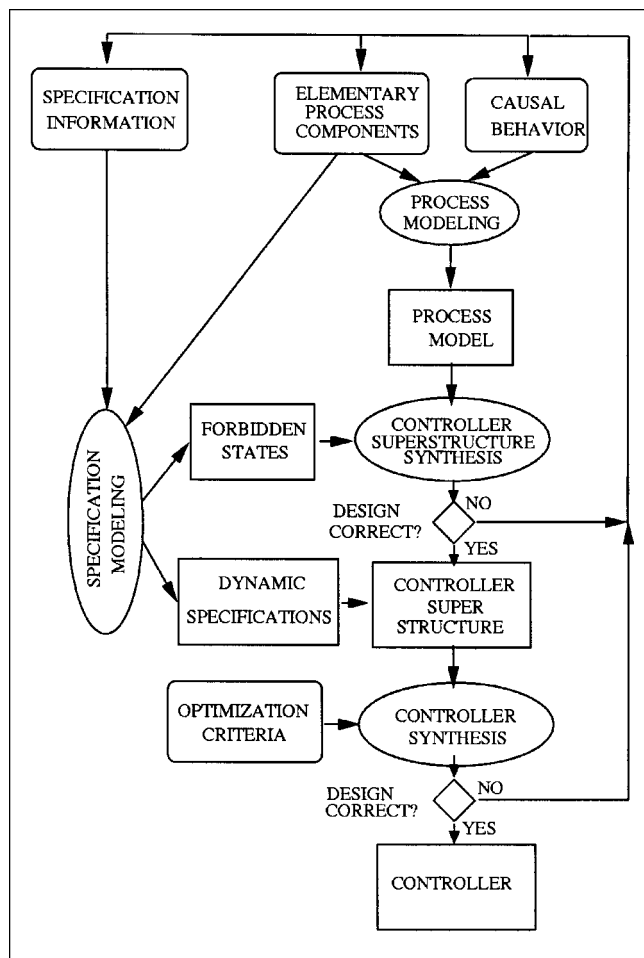 SPECIFICATION
INFORMATION
ELEMENTARY
PROCESS
COMPONENTS
CAUSAL
BEHAVIOR
PROCESS
MODELING
PROCESS
MODEL
SPECIFICATION
MODELING
FORBIDDEN
STATES
CONTROLLER
SUPERSTRUCTURE
SYNTHESIS
DESIGN
CORRECT?
NO
YES
DYNAMIC
SPECIFICATIONS
CONTROLLER
SUPER
STRUCTURE
OPTIMIZATION
CRITERIA
CONTROLLER
SYNTHESIS
DESIGN
CORRECT?
NO
YES
CONTROLLER